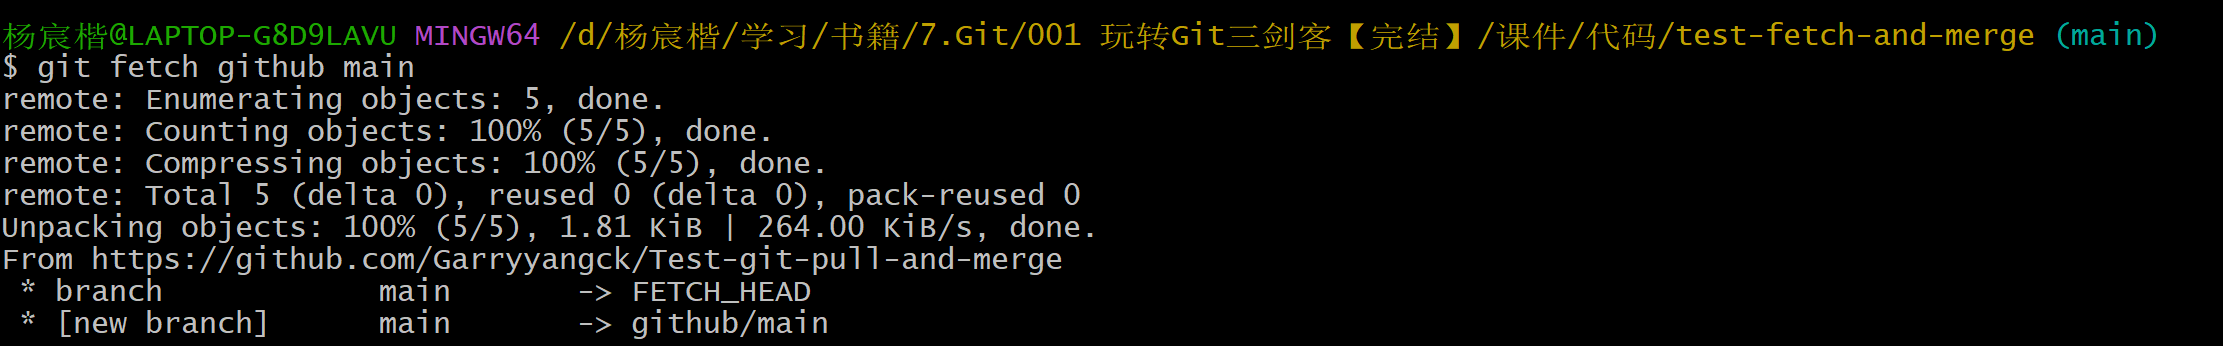 杨宸楷@LAPTOP-G8D9LAVU MINGW64 /d/杨宸楷/学习/书籍/7.Git/001 玩转Git三剑客【完结】/课件/代码/test-fetch-and-merge (main)
$ git fetch github main
remote: Enumerating objects: 5, done.
remote: Counting objects: 100% (5/5), done.
remote: Compressing objects: 100% (5/5), done.
remote: Total 5 (delta 0), reused 0 (delta 0), pack-reused 0
Unpacking objects: 100% (5/5), 1.81 KiB | 264.00 KiB/s, done.
From https://github.com/Garryyangck/Test-git-pull-and-merge
 * branch            main       -> FETCH_HEAD
 * [new branch]      main       -> github/main